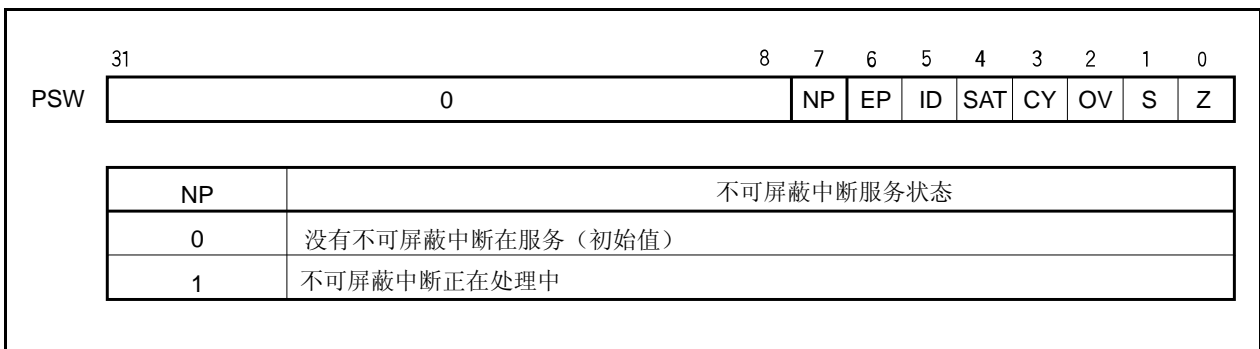 31 8 7 6 5 4 3 2 1 0
PSW 0 NP EP ID SAT CY OV S Z
NP 不可屏蔽中断服务状态
0 没有不可屏蔽中断在服务（初始值）
1 不可屏蔽中断正在处理中